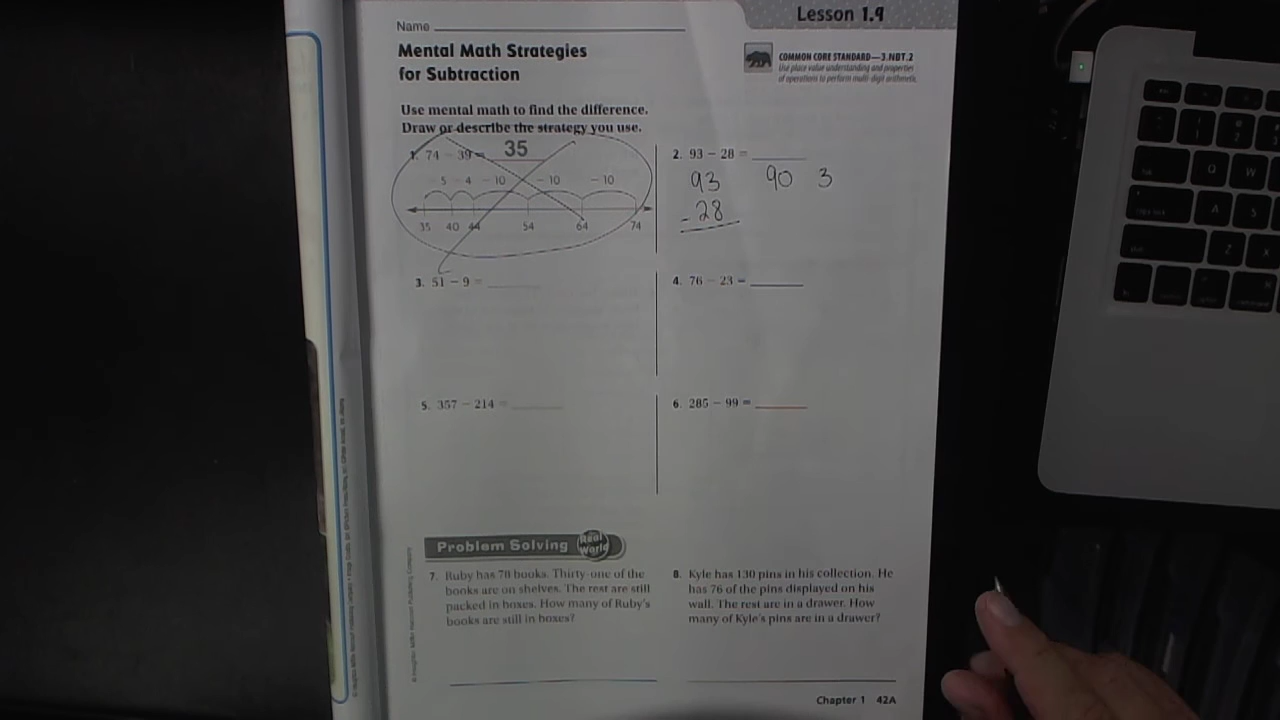 Lesson 1.9
Name
Mental Math Strategies
for Subtraction
COMMON CORE STANDARD—3.NBT.2
Use place value understanding and properties
of operations to perform multi-digit arithmetic.
Use mental math to find the difference.
Draw or describe the strategy you use.
1. 74 − 39 = 35
− 5 − 4 − 10 − 10 − 10
35 40 44 54 64 74
2. 93 − 28 =
93 90 3
- 28
3. 51 − 9 =
4. 76 − 23 =
5. 357 − 214 =
6. 285 − 99 =
Problem Solving Real World
7. Ruby has 78 books. Thirty-one of the
books are on shelves. The rest are still
packed in boxes. How many of Ruby's
books are still in boxes?
8. Kyle has 130 pins in his collection. He
has 76 of the pins displayed on his
wall. The rest are in a drawer. How
many of Kyle's pins are in a drawer?
Chapter 1 42A